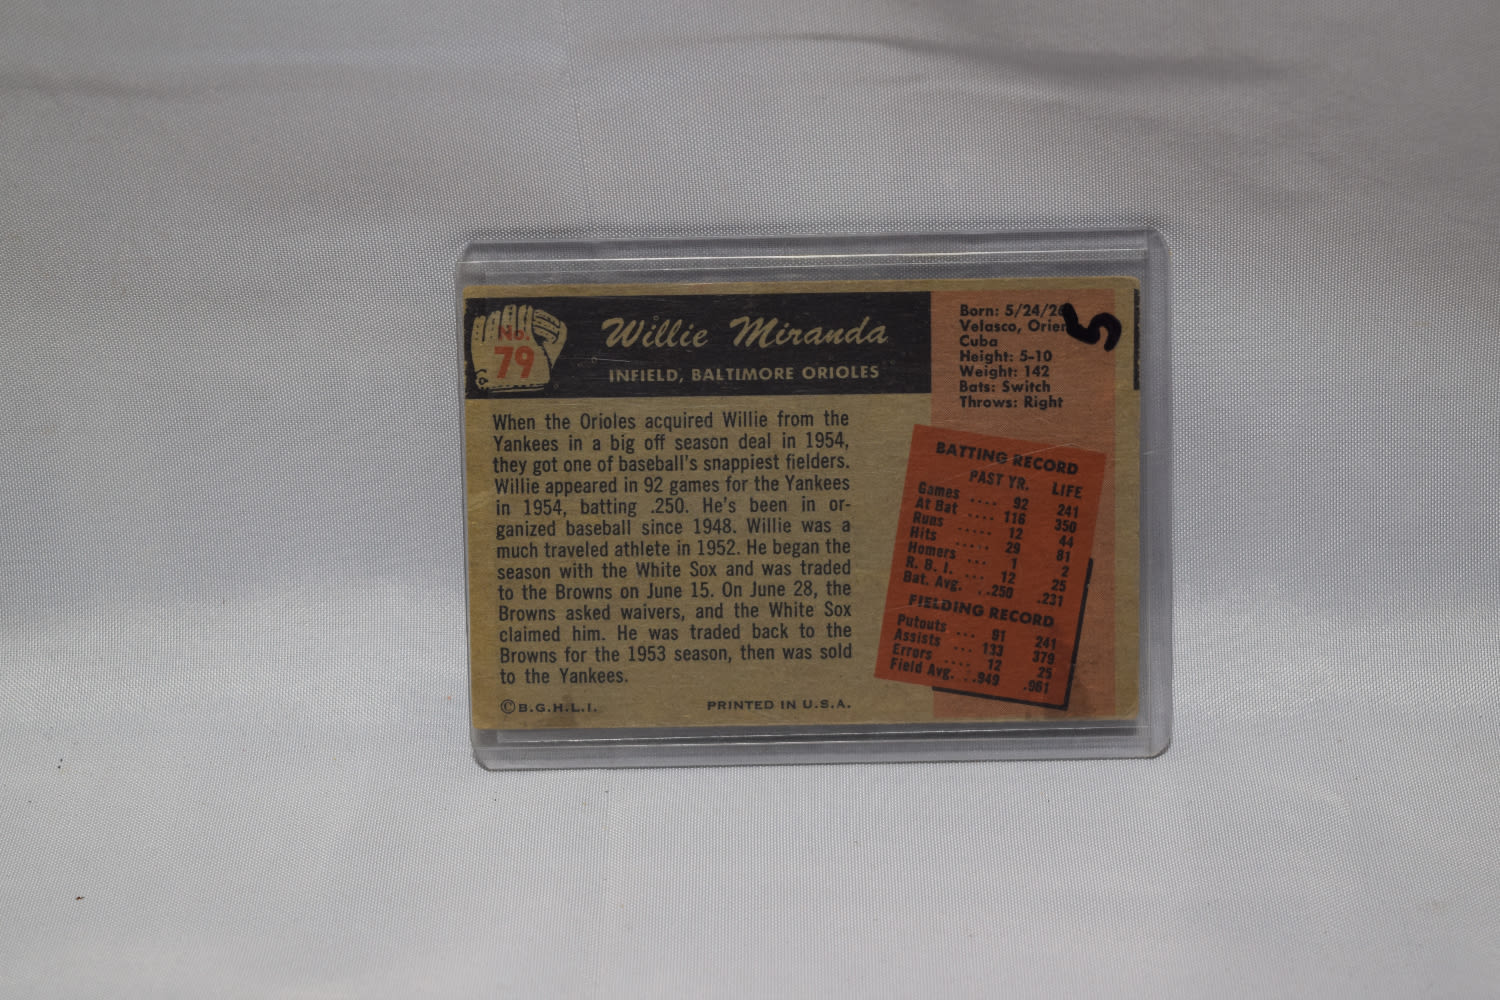 No.
79
Willie Miranda
INFIELD, BALTIMORE ORIOLES
Born: 5/24/26
Velasco, Orien
Cuba
Height: 5-10
Weight: 142
Bats: Switch
Throws: Right
5
When the Orioles acquired Willie from the
Yankees in a big off season deal in 1954,
they got one of baseball's snappiest fielders.
Willie appeared in 92 games for the Yankees
in 1954, batting .250. He's been in or-
ganized baseball since 1948. Willie was a
much traveled athlete in 1952. He began the
season with the White Sox and was traded
to the Browns on June 15. On June 28, the
Browns asked waivers, and the White Sox
claimed him. He was traded back to the
Browns for the 1953 season, then was sold
to the Yankees.
©B.G.H.L.I. PRINTED IN U.S.A.
BATTING RECORD
PAST YR. LIFE
Games .... 92 241
At Bat .... 116 350
Runs ..... 12 44
Hits ..... 29 81
Homers ... 1 2
R. B. I. ... 12 25
Bat. Avg. ..250 .231
FIELDING RECORD
Putouts ... 91 241
Assists ... 133 379
Errors .... 12 25
Field Avg. ..949 .961